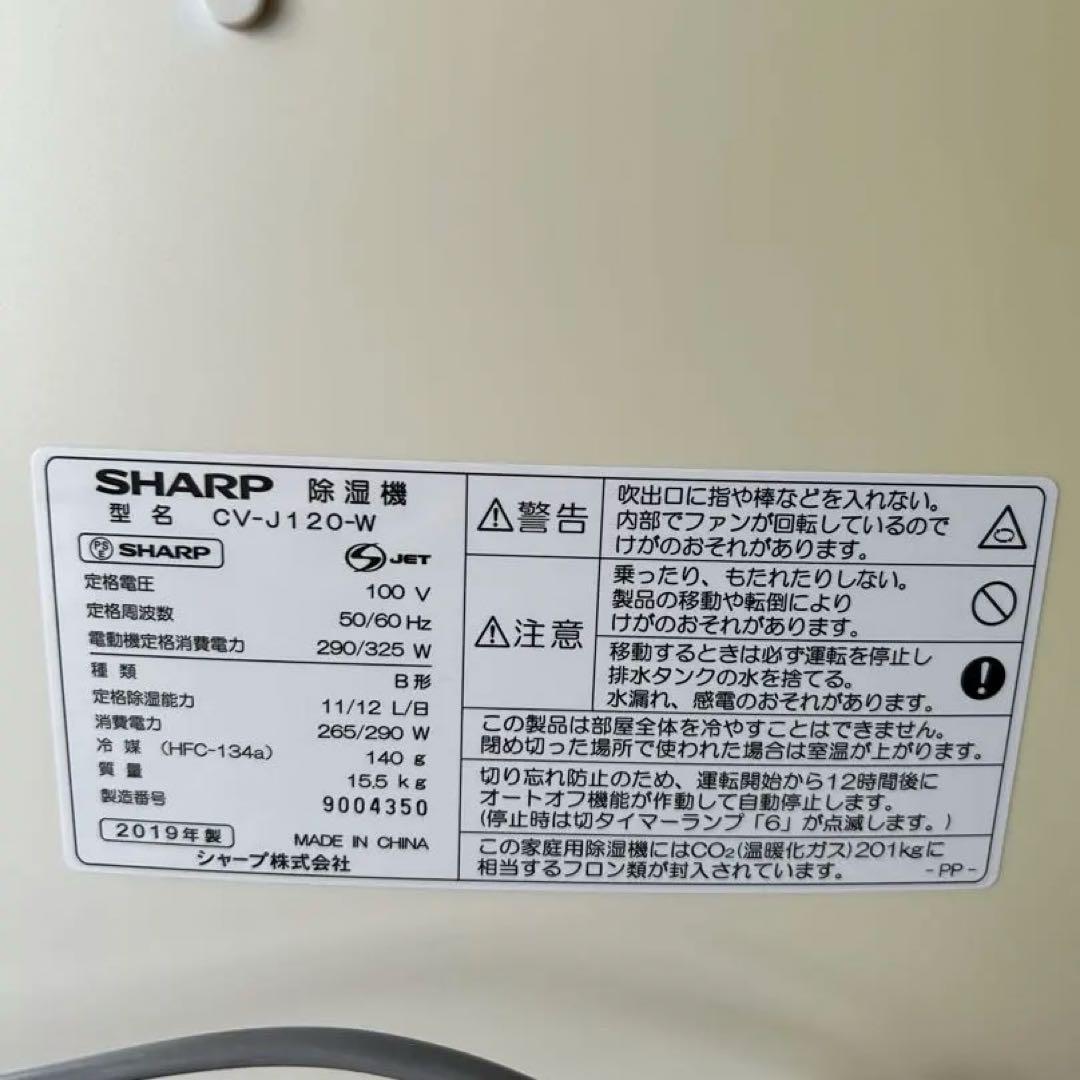 SHARP 除湿機
型名 CV-J120-W
PSE SHARP
JET
定格電圧 100 V
定格周波数 50/60 Hz
電動機定格消費電力 290/325 W
種類 B形
定格除湿能力 11/12 L/日
消費電力 265/290 W
冷媒 (HFC-134a) 140 g
質量 15.5 kg
製造番号 9004350
2019年製
MADE IN CHINA
シャープ株式会社
警告
吹出口に指や棒などを入れない。
内部でファンが回転しているので
けがのおそれがあります。
注意
乗ったり、もたれたりしない。
製品の移動や転倒により
けがのおそれがあります。
移動するときは必ず運転を停止し
排水タンクの水を捨てる。
水漏れ、感電のおそれがあります。
この製品は部屋全体を冷やすことはできません。
閉め切った場所で使われた場合は室温が上がります。
切り忘れ防止のため、運転開始から12時間後に
オートオフ機能が作動して自動停止します。
(停止時は切タイマーランプ「6」が点滅します。)
この家庭用除湿機にはCO₂(温暖化ガス)201kgに
相当するフロン類が封入されています。
-PP-